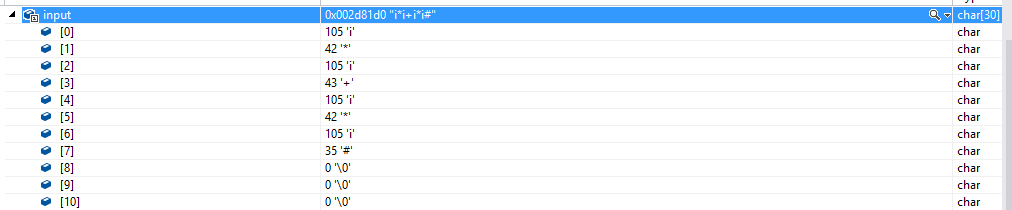 input 0x002d81d0 "i*i+i*i#" char[30]
[0] 105 'i' char
[1] 42 '*' char
[2] 105 'i' char
[3] 43 '+' char
[4] 105 'i' char
[5] 42 '*' char
[6] 105 'i' char
[7] 35 '#' char
[8] 0 '\0' char
[9] 0 '\0' char
[10] 0 '\0' char